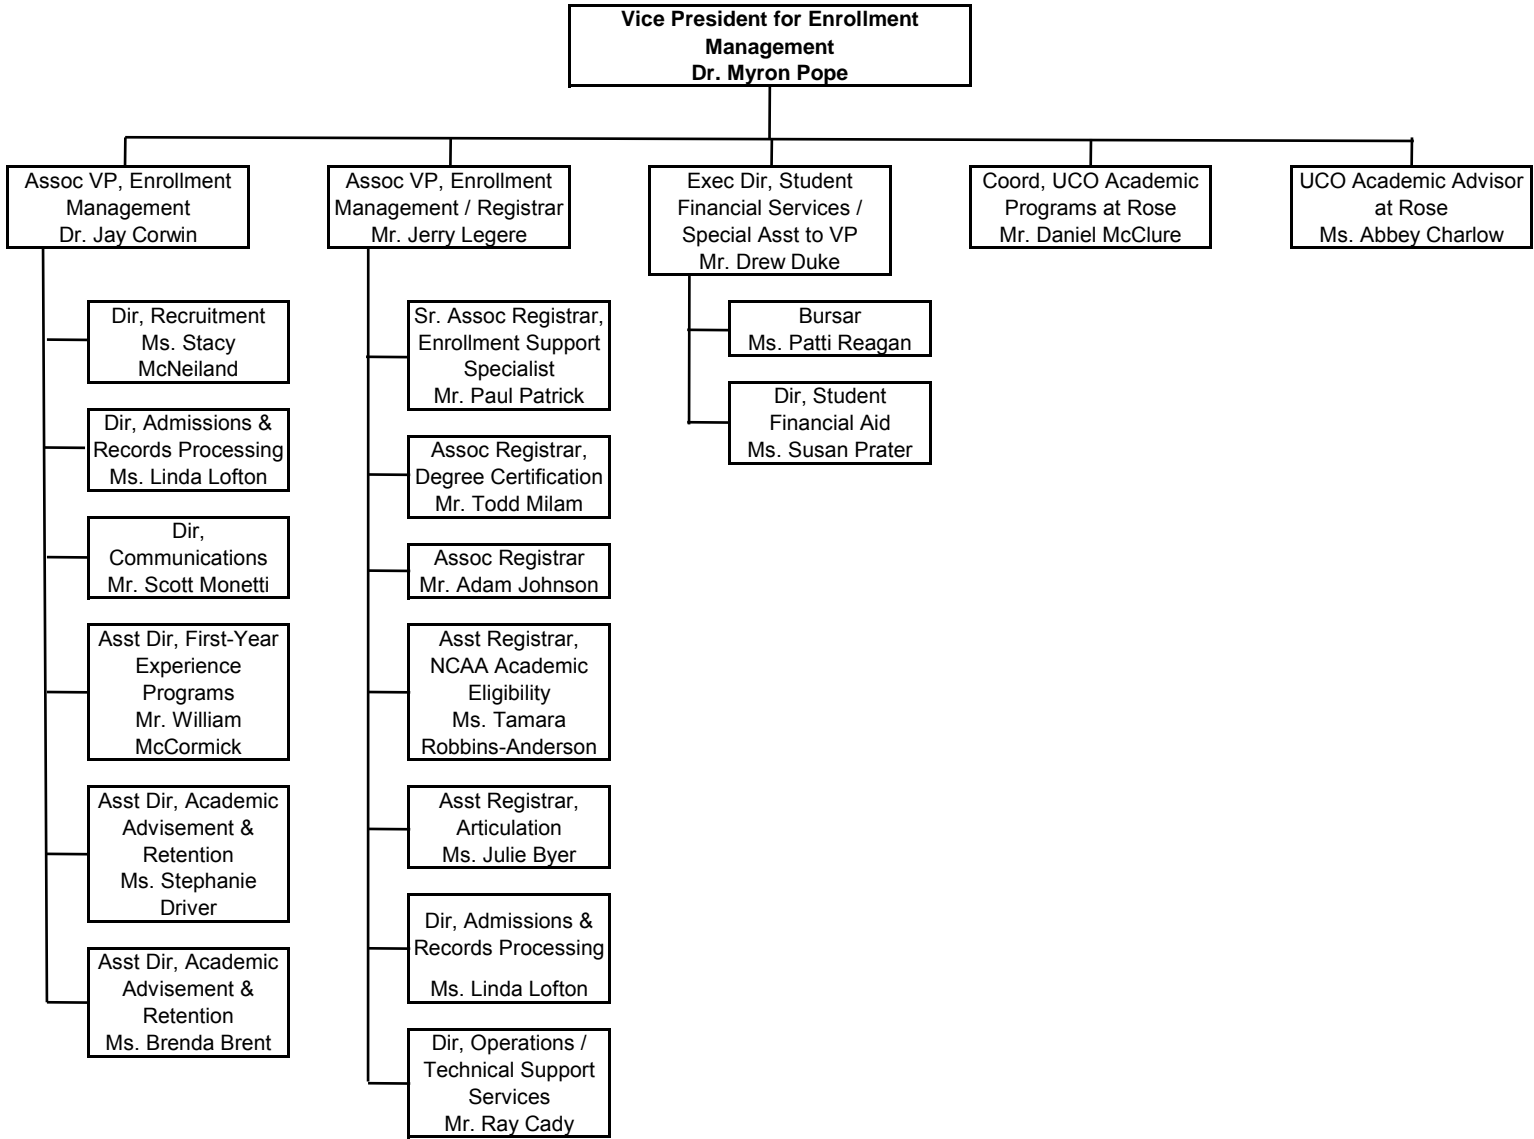 Vice President for Enrollment
Management
Dr. Myron Pope
Assoc VP, Enrollment
Management
Dr. Jay Corwin
Assoc VP, Enrollment
Management / Registrar
Mr. Jerry Legere
Exec Dir, Student
Financial Services /
Special Asst to VP
Mr. Drew Duke
Coord, UCO Academic
Programs at Rose
Mr. Daniel McClure
UCO Academic Advisor
at Rose
Ms. Abbey Charlow
Dir, Recruitment
Ms. Stacy
McNeiland
Dir, Admissions &
Records Processing
Ms. Linda Lofton
Dir,
Communications
Mr. Scott Monetti
Asst Dir, First-Year
Experience
Programs
Mr. William
McCormick
Asst Dir, Academic
Advisement &
Retention
Ms. Stephanie
Driver
Asst Dir, Academic
Advisement &
Retention
Ms. Brenda Brent
Sr. Assoc Registrar,
Enrollment Support
Specialist
Mr. Paul Patrick
Assoc Registrar,
Degree Certification
Mr. Todd Milam
Assoc Registrar
Mr. Adam Johnson
Asst Registrar,
NCAA Academic
Eligibility
Ms. Tamara
Robbins-Anderson
Asst Registrar,
Articulation
Ms. Julie Byer
Dir, Admissions &
Records Processing
Ms. Linda Lofton
Dir, Operations /
Technical Support
Services
Mr. Ray Cady
Bursar
Ms. Patti Reagan
Dir, Student
Financial Aid
Ms. Susan Prater